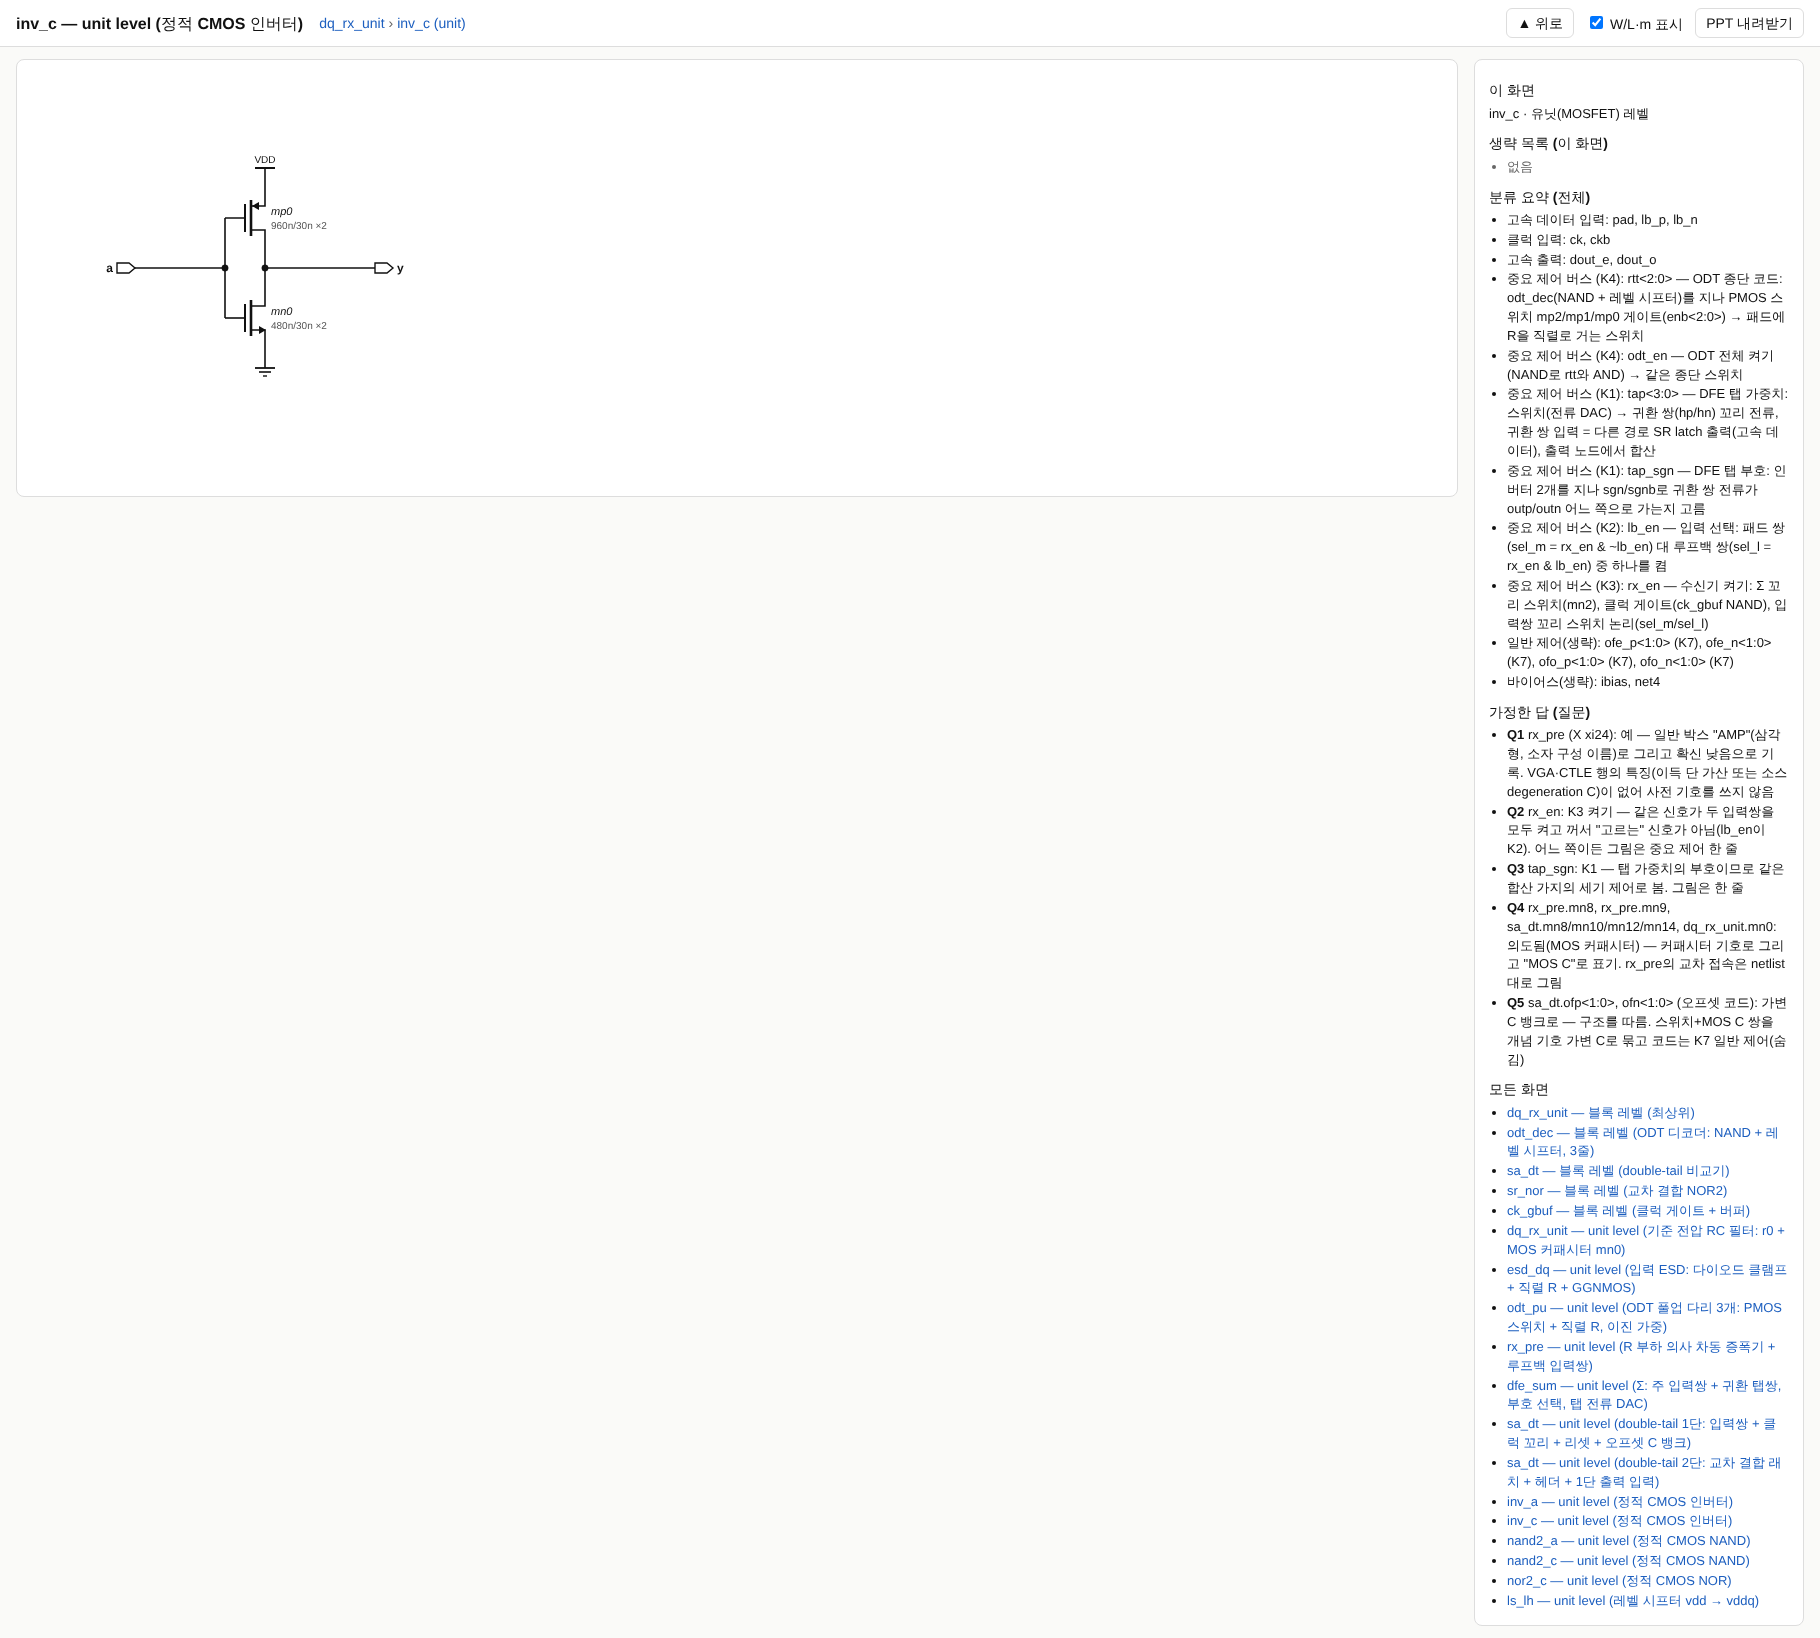 inv_c — unit level (정적 CMOS 인버터)
dq_rx_unit › inv_c (unit)
▲ 위로
W/L·m 표시
PPT 내려받기
VDD
mp0
960n/30n ×2
a
y
mn0
480n/30n ×2
이 화면
inv_c · 유닛(MOSFET) 레벨
생략 목록 (이 화면)
없음
분류 요약 (전체)
고속 데이터 입력: pad, lb_p, lb_n
클럭 입력: ck, ckb
고속 출력: dout_e, dout_o
중요 제어 버스 (K4): rtt<2:0> — ODT 종단 코드:
odt_dec(NAND + 레벨 시프터)를 지나 PMOS 스
위치 mp2/mp1/mp0 게이트(enb<2:0>) → 패드에
R을 직렬로 거는 스위치
중요 제어 버스 (K4): odt_en — ODT 전체 켜기
(NAND로 rtt와 AND) → 같은 종단 스위치
중요 제어 버스 (K1): tap<3:0> — DFE 탭 가중치:
스위치(전류 DAC) → 귀환 쌍(hp/hn) 꼬리 전류,
귀환 쌍 입력 = 다른 경로 SR latch 출력(고속 데
이터), 출력 노드에서 합산
중요 제어 버스 (K1): tap_sgn — DFE 탭 부호: 인
버터 2개를 지나 sgn/sgnb로 귀환 쌍 전류가
outp/outn 어느 쪽으로 가는지 고름
중요 제어 버스 (K2): lb_en — 입력 선택: 패드 쌍
(sel_m = rx_en & ~lb_en) 대 루프백 쌍(sel_l =
rx_en & lb_en) 중 하나를 켬
중요 제어 버스 (K3): rx_en — 수신기 켜기: Σ 꼬
리 스위치(mn2), 클럭 게이트(ck_gbuf NAND), 입
력쌍 꼬리 스위치 논리(sel_m/sel_l)
일반 제어(생략): ofe_p<1:0> (K7), ofe_n<1:0>
(K7), ofo_p<1:0> (K7), ofo_n<1:0> (K7)
바이어스(생략): ibias, net4
가정한 답 (질문)
Q1 rx_pre (X xi24): 예 — 일반 박스 "AMP"(삼각
형, 소자 구성 이름)로 그리고 확신 낮음으로 기
록. VGA·CTLE 행의 특징(이득 단 가산 또는 소스
degeneration C)이 없어 사전 기호를 쓰지 않음
Q2 rx_en: K3 켜기 — 같은 신호가 두 입력쌍을
모두 켜고 꺼서 "고르는" 신호가 아님(lb_en이
K2). 어느 쪽이든 그림은 중요 제어 한 줄
Q3 tap_sgn: K1 — 탭 가중치의 부호이므로 같은
합산 가지의 세기 제어로 봄. 그림은 한 줄
Q4 rx_pre.mn8, rx_pre.mn9,
sa_dt.mn8/mn10/mn12/mn14, dq_rx_unit.mn0:
의도됨(MOS 커패시터) — 커패시터 기호로 그리
고 "MOS C"로 표기. rx_pre의 교차 접속은 netlist
대로 그림
Q5 sa_dt.ofp<1:0>, ofn<1:0> (오프셋 코드): 가변
C 뱅크로 — 구조를 따름. 스위치+MOS C 쌍을
개념 기호 가변 C로 묶고 코드는 K7 일반 제어(숨
김)
모든 화면
dq_rx_unit — 블록 레벨 (최상위)
odt_dec — 블록 레벨 (ODT 디코더: NAND + 레
벨 시프터, 3줄)
sa_dt — 블록 레벨 (double-tail 비교기)
sr_nor — 블록 레벨 (교차 결합 NOR2)
ck_gbuf — 블록 레벨 (클럭 게이트 + 버퍼)
dq_rx_unit — unit level (기준 전압 RC 필터: r0 +
MOS 커패시터 mn0)
esd_dq — unit level (입력 ESD: 다이오드 클램프
+ 직렬 R + GGNMOS)
odt_pu — unit level (ODT 풀업 다리 3개: PMOS
스위치 + 직렬 R, 이진 가중)
rx_pre — unit level (R 부하 의사 차동 증폭기 +
루프백 입력쌍)
dfe_sum — unit level (Σ: 주 입력쌍 + 귀환 탭쌍,
부호 선택, 탭 전류 DAC)
sa_dt — unit level (double-tail 1단: 입력쌍 + 클
럭 꼬리 + 리셋 + 오프셋 C 뱅크)
sa_dt — unit level (double-tail 2단: 교차 결합 래
치 + 헤더 + 1단 출력 입력)
inv_a — unit level (정적 CMOS 인버터)
inv_c — unit level (정적 CMOS 인버터)
nand2_a — unit level (정적 CMOS NAND)
nand2_c — unit level (정적 CMOS NAND)
nor2_c — unit level (정적 CMOS NOR)
ls_lh — unit level (레벨 시프터 vdd → vddq)